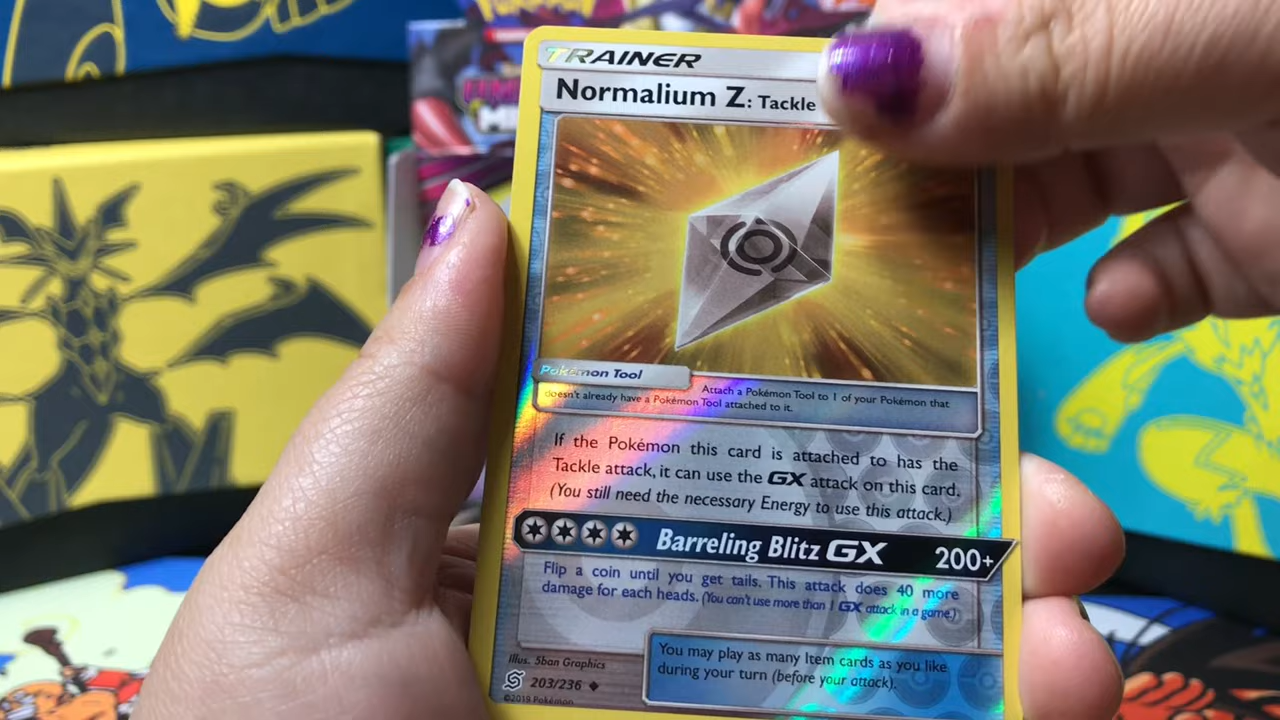 TRAINER
Normalium Z: Tackle
Pokémon Tool
Attach a Pokémon Tool to 1 of your Pokémon that
doesn't already have a Pokémon Tool attached to it.
If the Pokémon this card is attached to has the
Tackle attack, it can use the GX attack on this card.
(You still need the necessary Energy to use this attack.)
Barreling Blitz GX 200+
Flip a coin until you get tails. This attack does 40 more
damage for each heads. (You can't use more than 1 GX attack in a game.)
You may play as many Item cards as you like
during your turn (before your attack).
Illus. 5ban Graphics
203/236
©2019 Pokémon